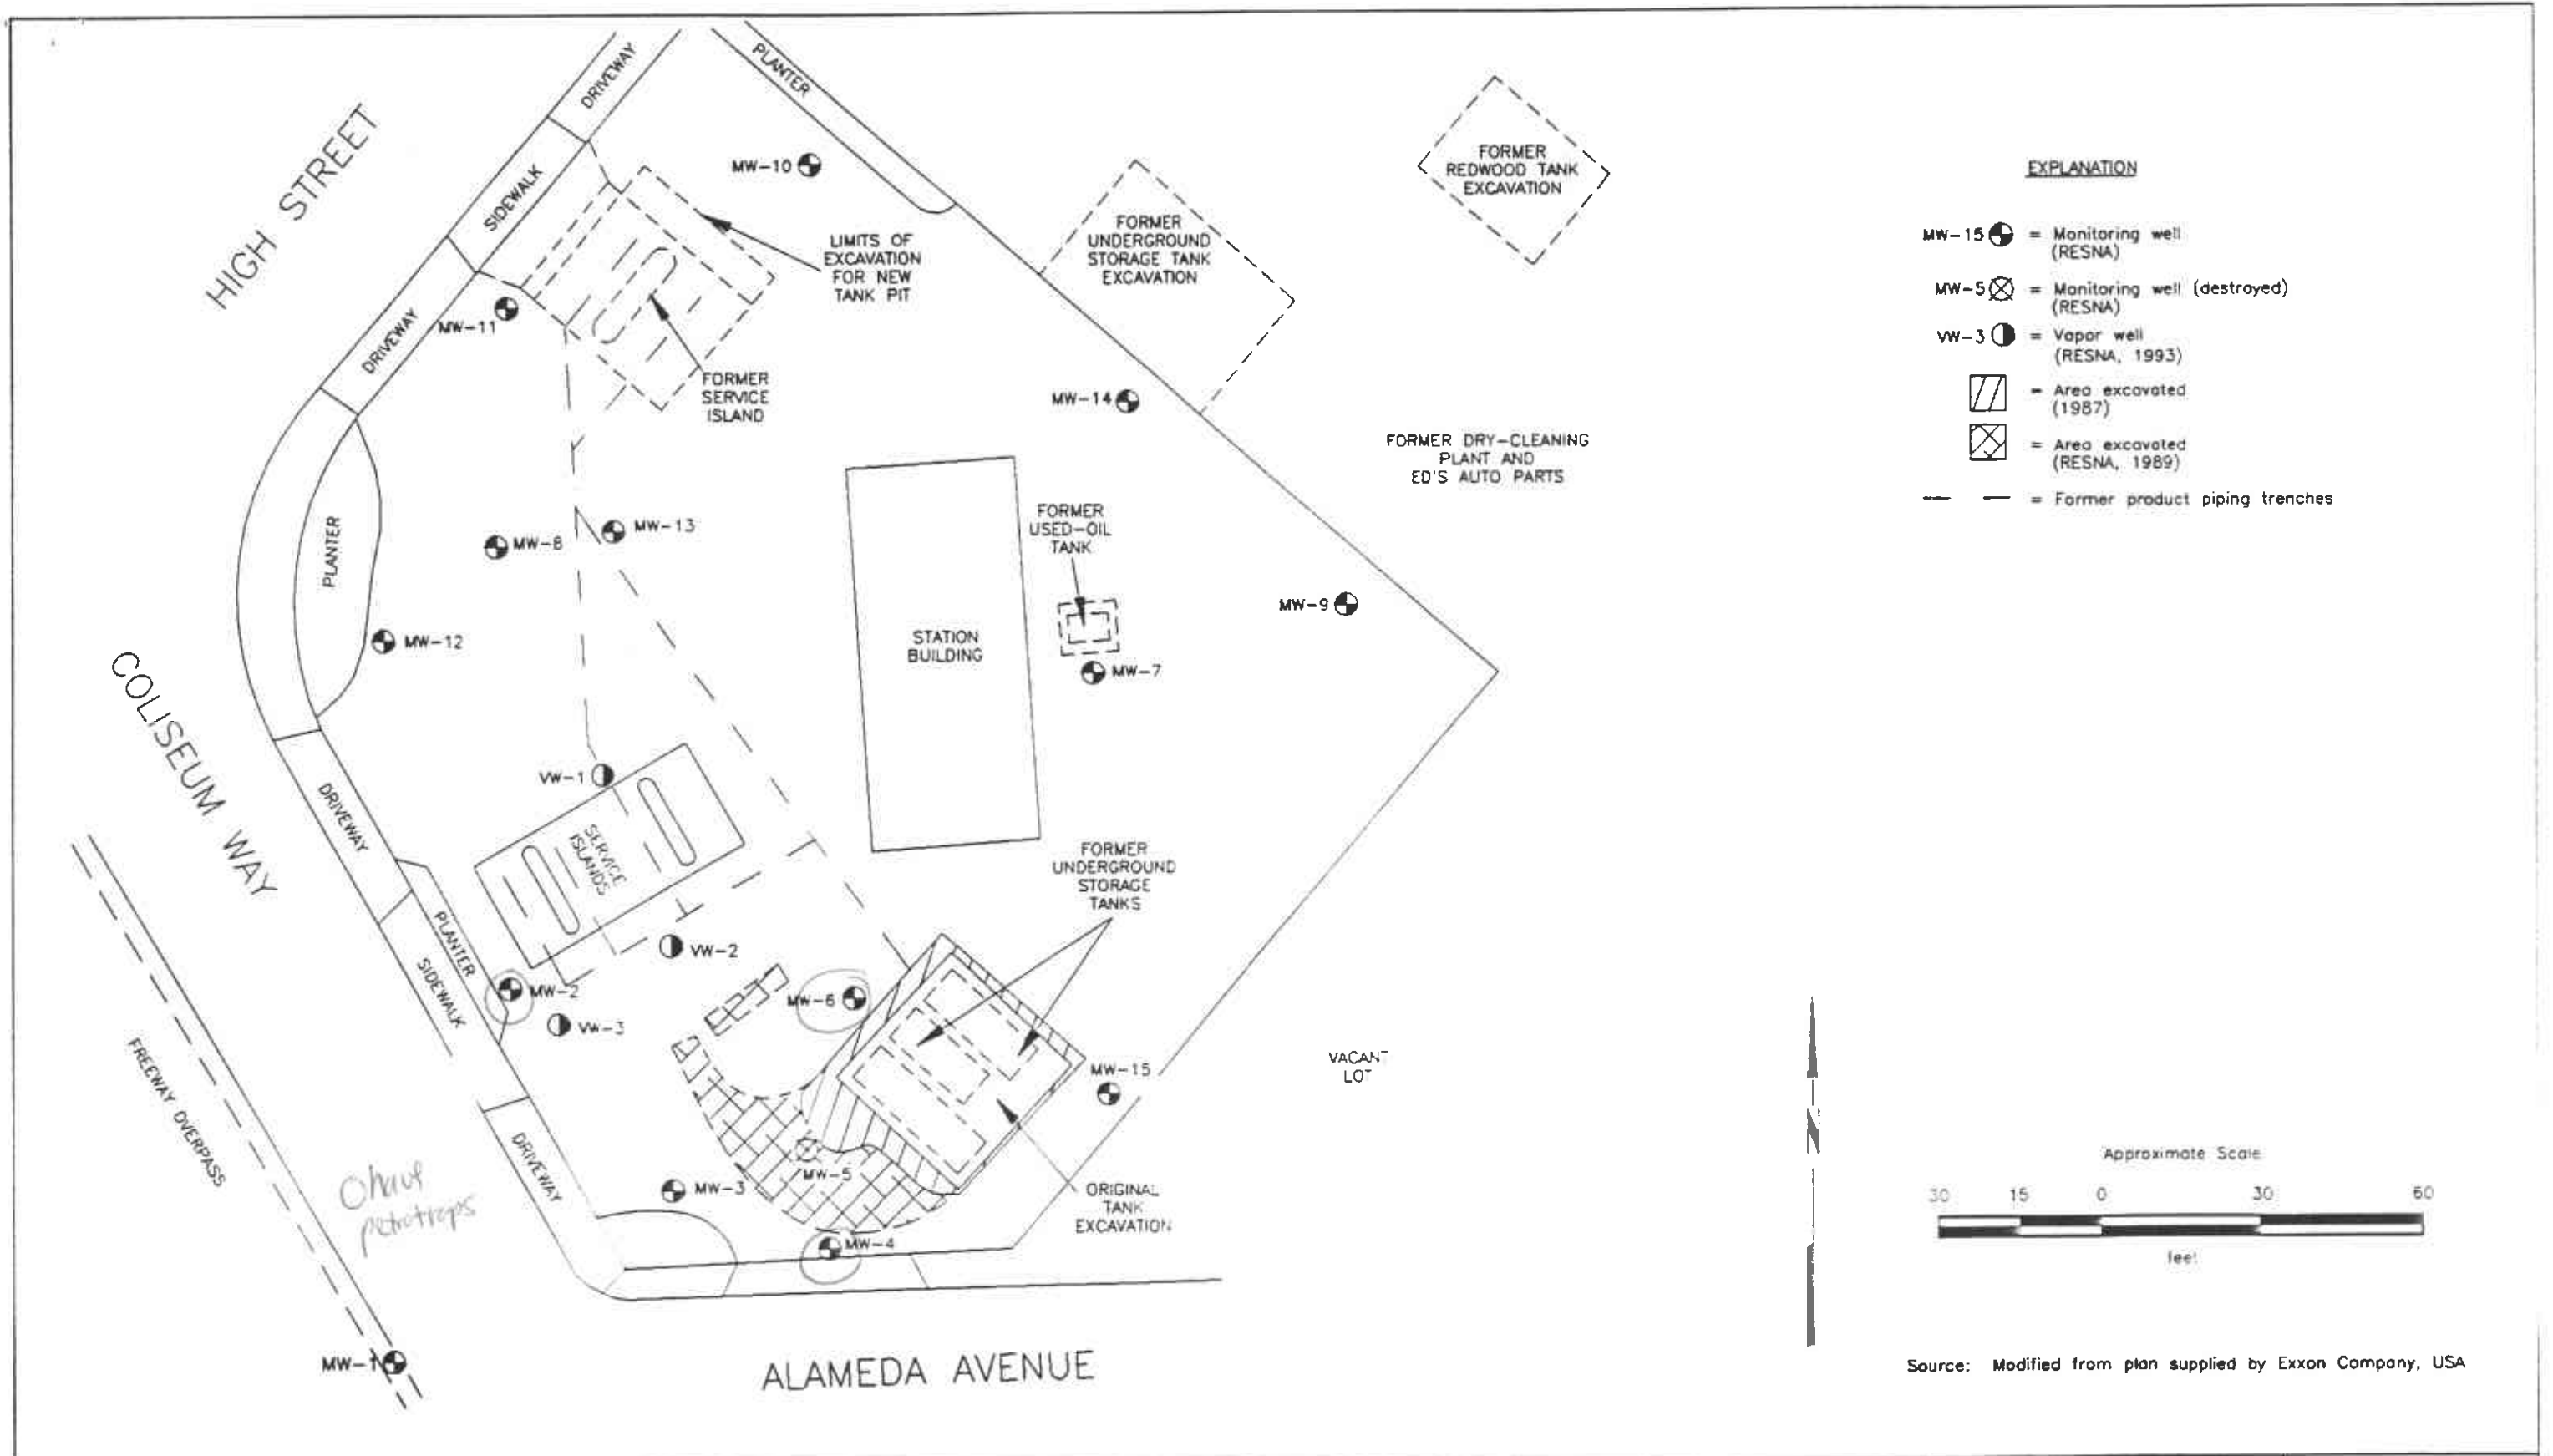 HIGH STREET
DRIVEWAY
PLANTER
SIDEWALK
DRIVEWAY
MW-10
LIMITS OF
EXCAVATION
FOR NEW
TANK PIT
MW-11
FORMER
SERVICE
ISLAND
FORMER
UNDERGROUND
STORAGE TANK
EXCAVATION
FORMER
REDWOOD TANK
EXCAVATION
MW-14
FORMER DRY-CLEANING
PLANT AND
ED'S AUTO PARTS
PLANTER
MW-8
MW-13
MW-12
FORMER
USED-OIL
TANK
STATION
BUILDING
MW-7
MW-9
COLISEUM WAY
DRIVEWAY
VW-1
SERVICE
ISLANDS
PLANTER
SIDEWALK
VW-2
MW-2
VW-3
MW-6
FORMER
UNDERGROUND
STORAGE
TANKS
FREEWAY OVERPASS
MW-15
VACANT
LOT
DRIVEWAY
MW-5
MW-3
MW-4
ORIGINAL
TANK
EXCAVATION
have
MW-1
ALAMEDA AVENUE
EXPLANATION
MW-15 = Monitoring well
(RESNA)
MW-5 = Monitoring well (destroyed)
(RESNA)
VW-3 = Vapor well
(RESNA, 1993)
= Area excavated
(1987)
= Area excavated
(RESNA, 1989)
= Former product piping trenches
Approximate Scale
30 15 0 30 60
feet
Source: Modified from plan supplied by Exxon Company, USA